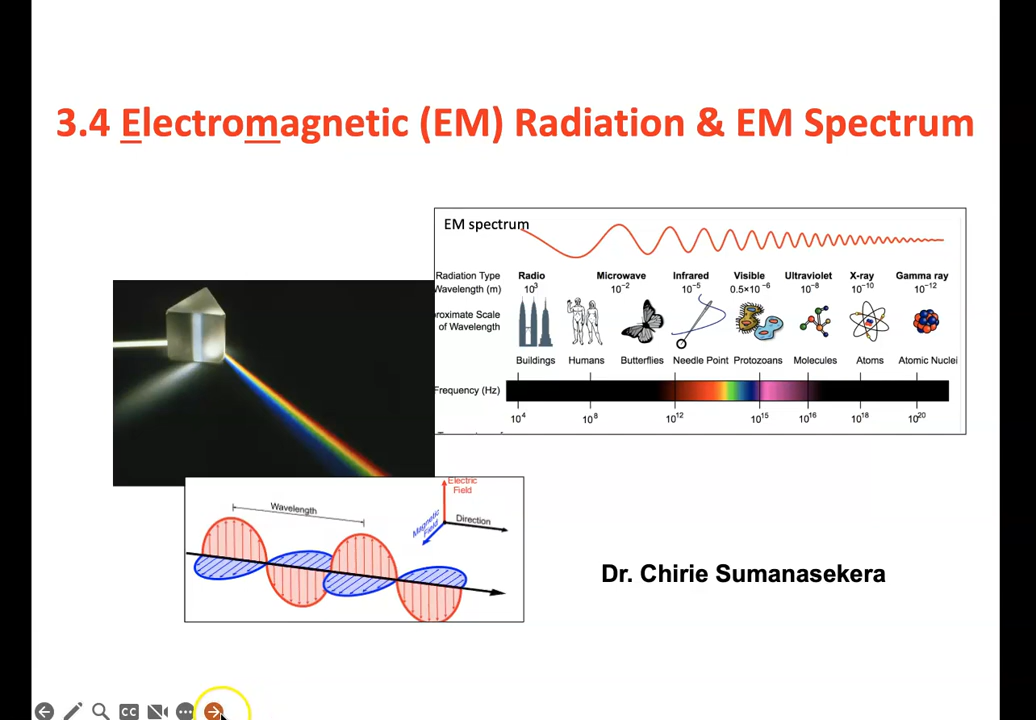 3.4 Electromagnetic (EM) Radiation & EM Spectrum
EM spectrum
Radiation Type Radio Microwave Infrared Visible Ultraviolet X-ray Gamma ray
Wavelength (m) 10³ 10⁻² 10⁻⁵ 0.5×10⁻⁶ 10⁻⁸ 10⁻¹⁰ 10⁻¹²
roximate Scale
of Wavelength
Buildings Humans Butterflies Needle Point Protozoans Molecules Atoms Atomic Nuclei
Frequency (Hz)
10⁴ 10⁸ 10¹² 10¹⁵ 10¹⁶ 10¹⁸ 10²⁰
Electric
Field
Wavelength
Magnetic
Field
Direction
Dr. Chirie Sumanasekera
CC